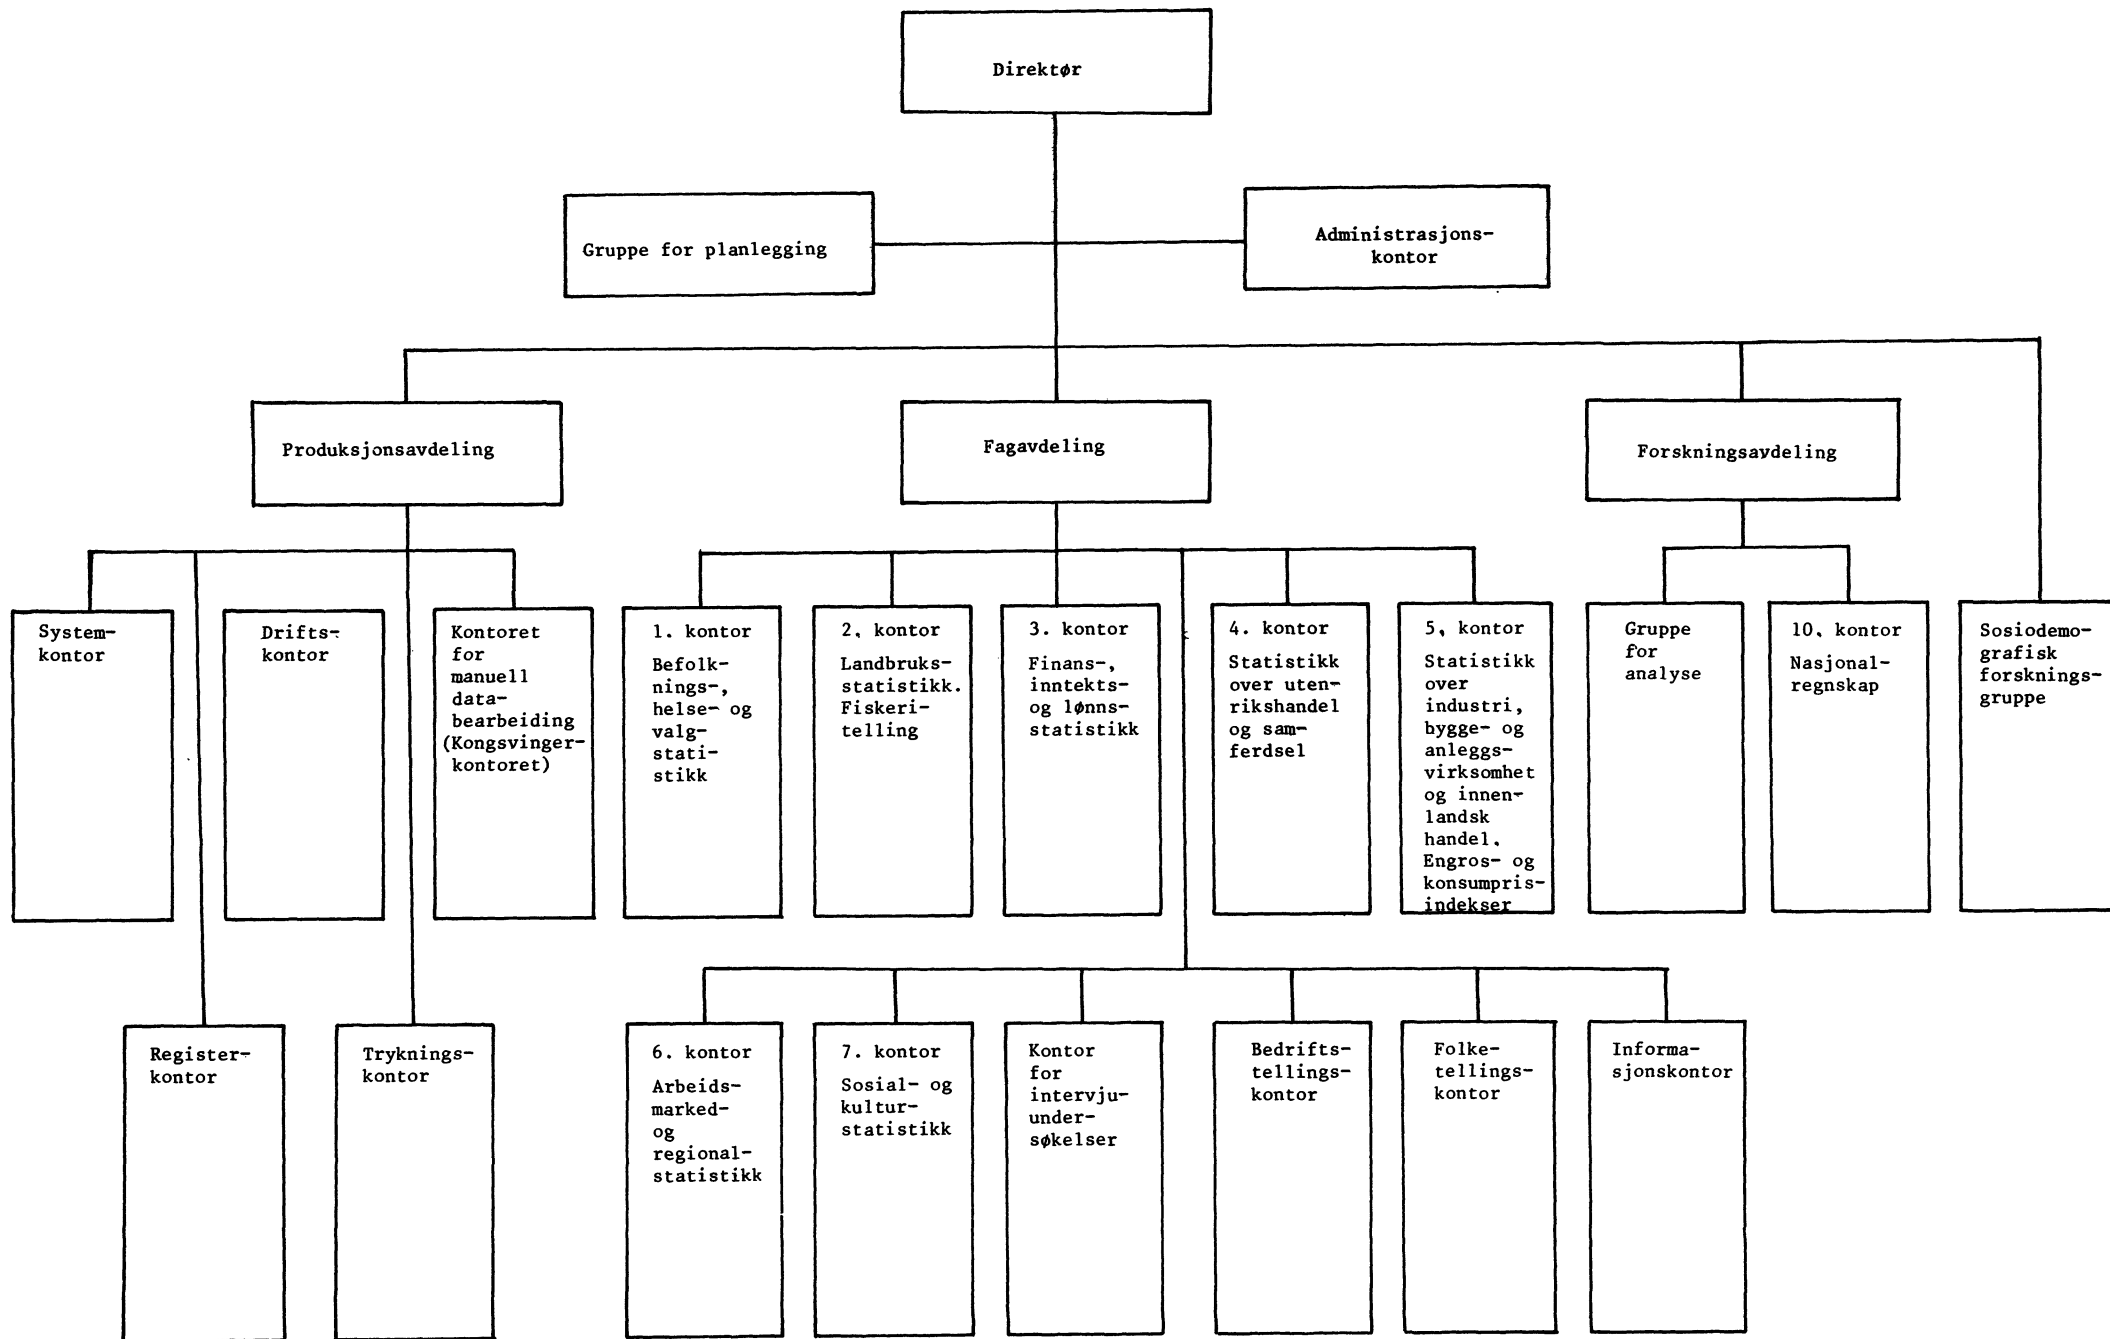 Direktør
Gruppe for planlegging
Administrasjons-
kontor
Produksjonsavdeling
Fagavdeling
Forskningsavdeling
System-
kontor
Drifts-
kontor
Kontoret
for
manuell
data-
bearbeiding
(Kongsvinger-
kontoret)
1. kontor
Befolk-
nings-,
helse- og
valg-
stati-
stikk
2. kontor
Landbruks-
statistikk.
Fiskeri-
telling
3. kontor
Finans-,
inntekts-
og lønns-
statistikk
4. kontor
Statistikk
over uten-
rikshandel
og sam-
ferdsel
5. kontor
Statistikk
over
industri,
bygge- og
anleggs-
virksomhet
og innen-
landsk
handel.
Engros- og
konsumpris-
indekser
Gruppe
for
analyse
10. kontor
Nasjonal-
regnskap
Sosiodemo-
grafisk
forsknings-
gruppe
Register-
kontor
Tryknings-
kontor
6. kontor
Arbeids-
marked-
og
regional-
statistikk
7. kontor
Sosial- og
kultur-
statistikk
Kontor
for
intervju-
under-
søkelser
Bedrifts-
tellings-
kontor
Folke-
tellings-
kontor
Informa-
sjonskontor